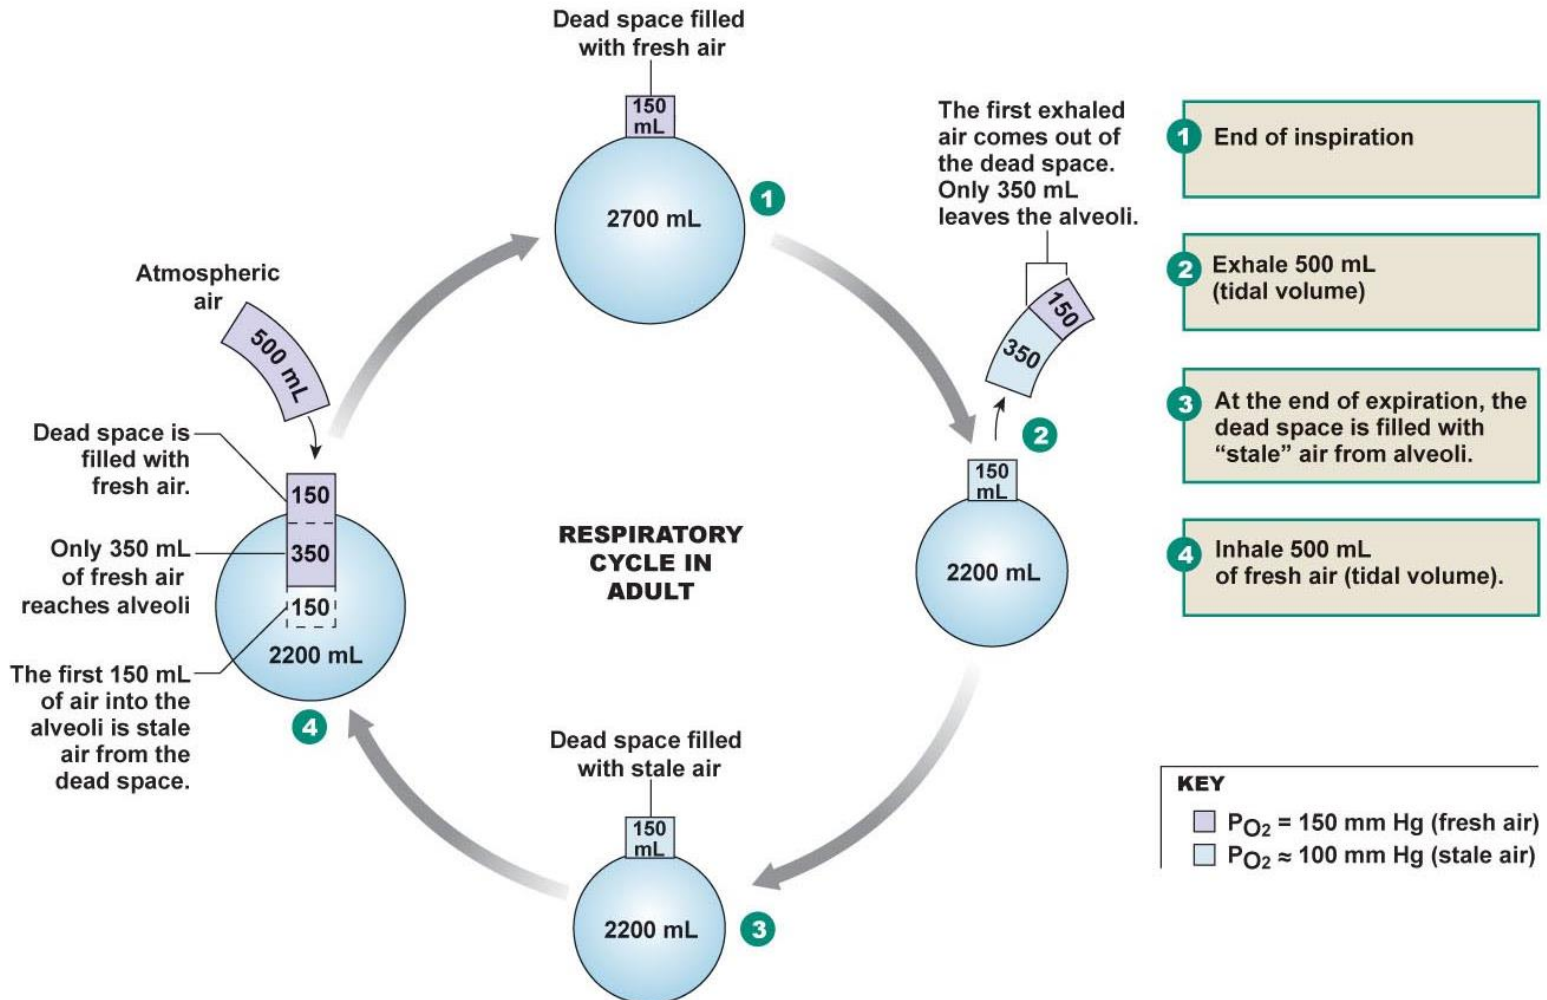 Dead space filled
with fresh air
150
mL
2700 mL
1
The first exhaled
air comes out of
the dead space.
Only 350 mL
leaves the alveoli.
150
350
2
150
mL
2200 mL
Atmospheric
air
500 mL
Dead space is
filled with
fresh air.
150
Only 350 mL
of fresh air
reaches alveoli
350
150
2200 mL
The first 150 mL
of air into the
alveoli is stale
air from the
dead space.
4
RESPIRATORY
CYCLE IN
ADULT
Dead space filled
with stale air
150
mL
2200 mL
3
1 End of inspiration
2 Exhale 500 mL
(tidal volume)
3 At the end of expiration, the
dead space is filled with
“stale” air from alveoli.
4 Inhale 500 mL
of fresh air (tidal volume).
KEY
PO2 = 150 mm Hg (fresh air)
PO2 ≈ 100 mm Hg (stale air)